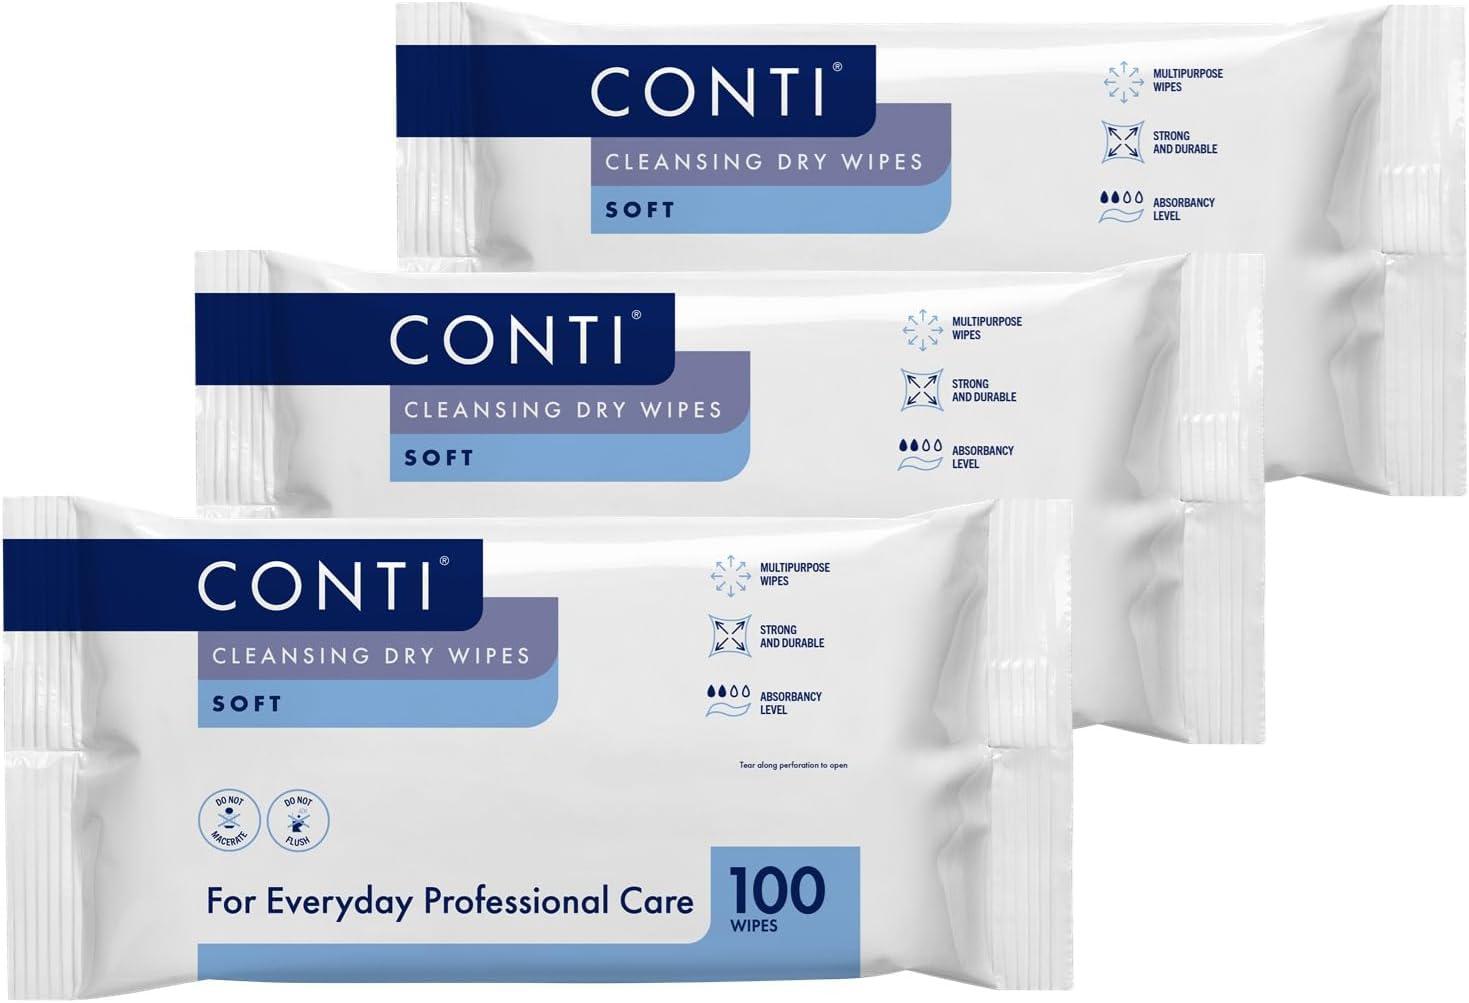 CONTI®
CLEANSING DRY WIPES
SOFT
MULTIPURPOSE
WIPES
STRONG
AND DURABLE
ABSORBANCY
LEVEL
CONTI®
CLEANSING DRY WIPES
SOFT
MULTIPURPOSE
WIPES
STRONG
AND DURABLE
ABSORBANCY
LEVEL
CONTI®
CLEANSING DRY WIPES
SOFT
MULTIPURPOSE
WIPES
STRONG
AND DURABLE
ABSORBANCY
LEVEL
Tear along perforation to open
DO NOT
MACERATE
DO NOT
FLUSH
For Everyday Professional Care
100
WIPES